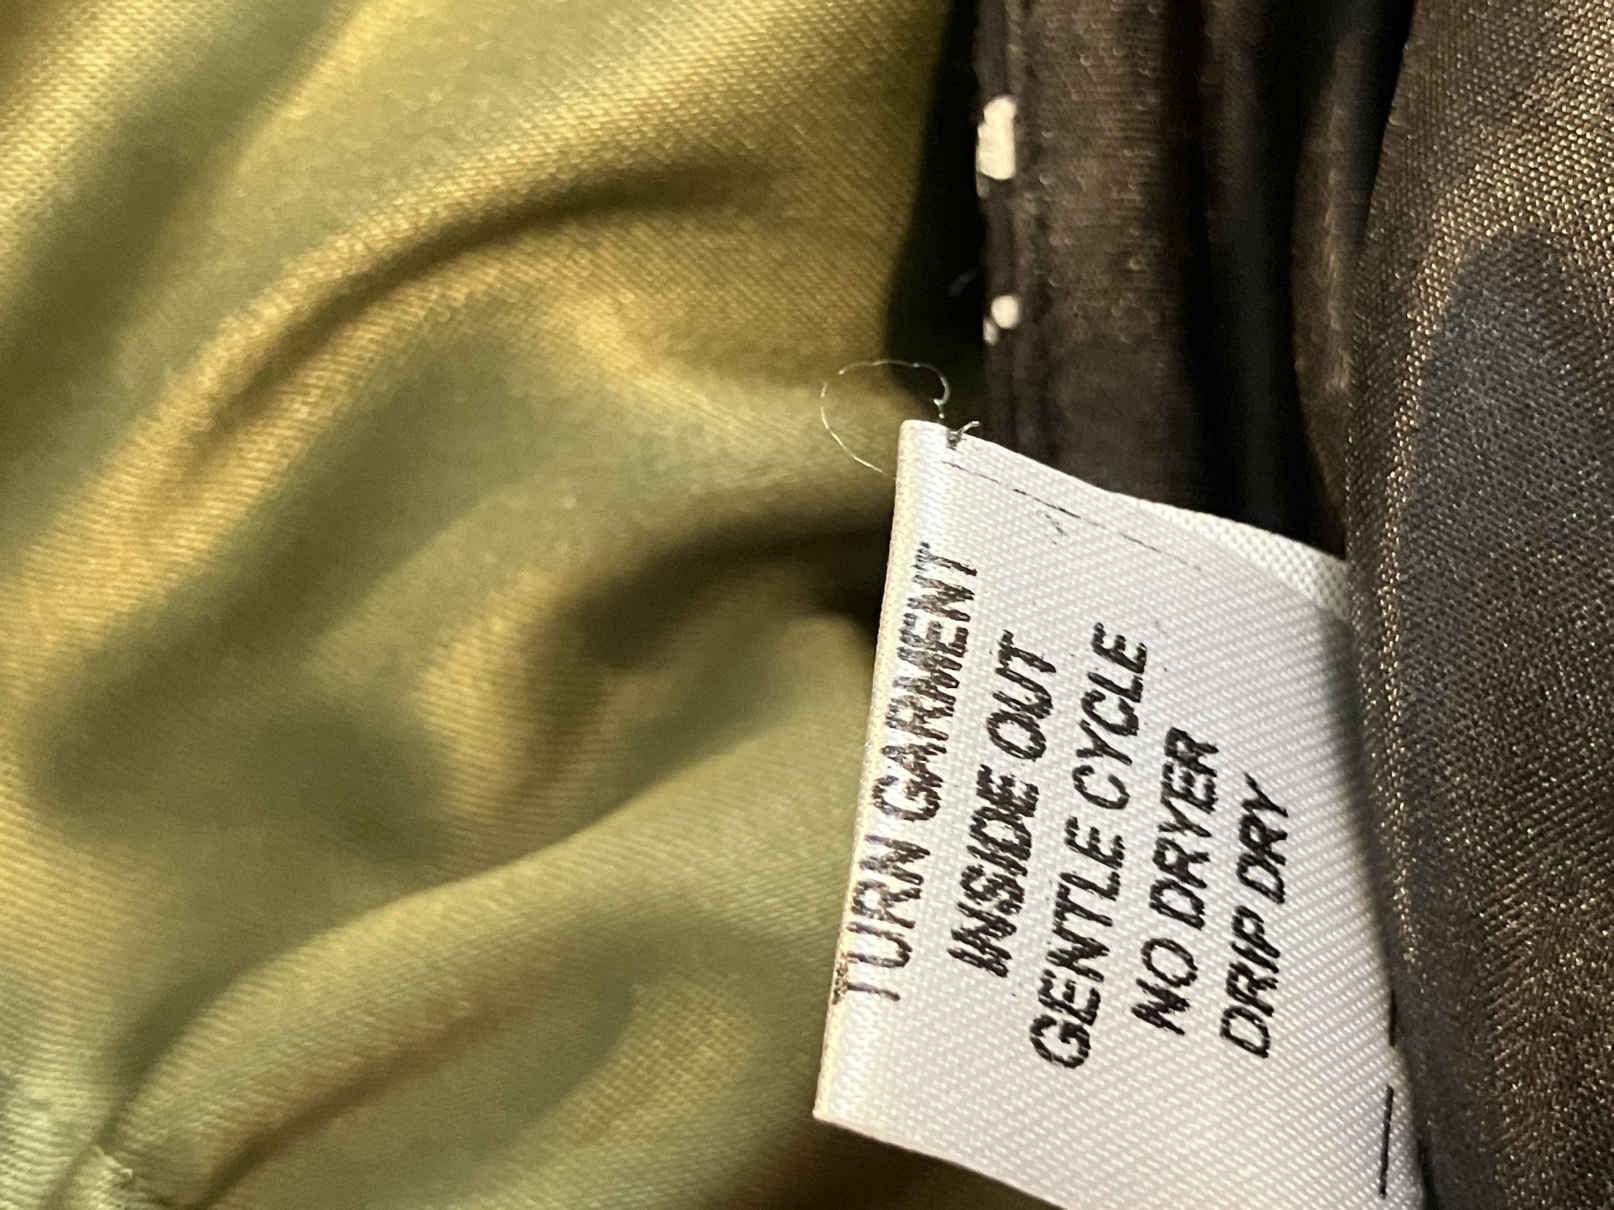 TURN GARMENT
INSIDE OUT
GENTLE CYCLE
NO DRYER
DRIP DRY